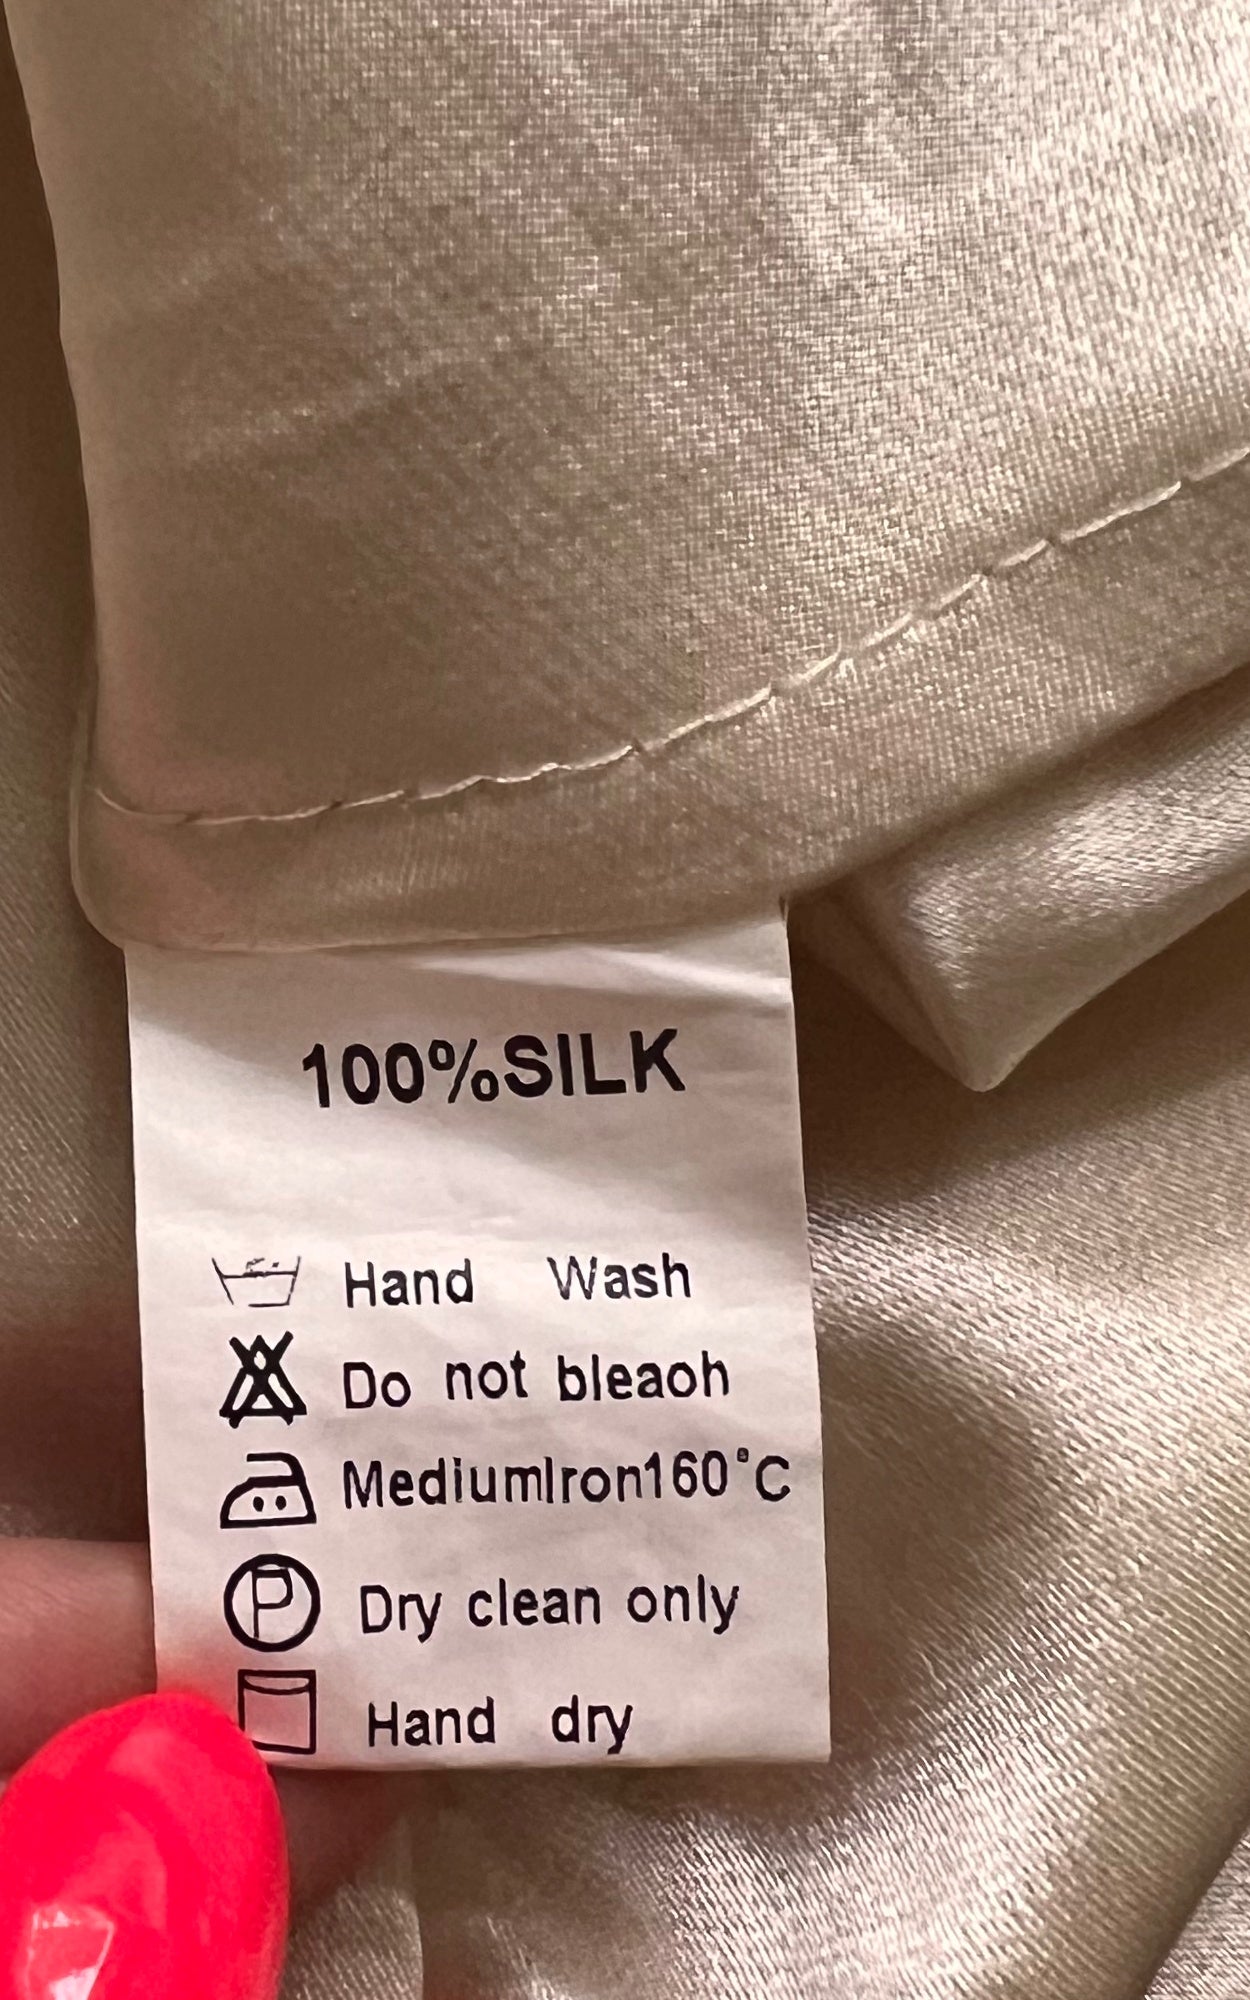 100%SILK
Hand Wash
Do not bleaoh
MediumIron160°C
P Dry clean only
Hand dry